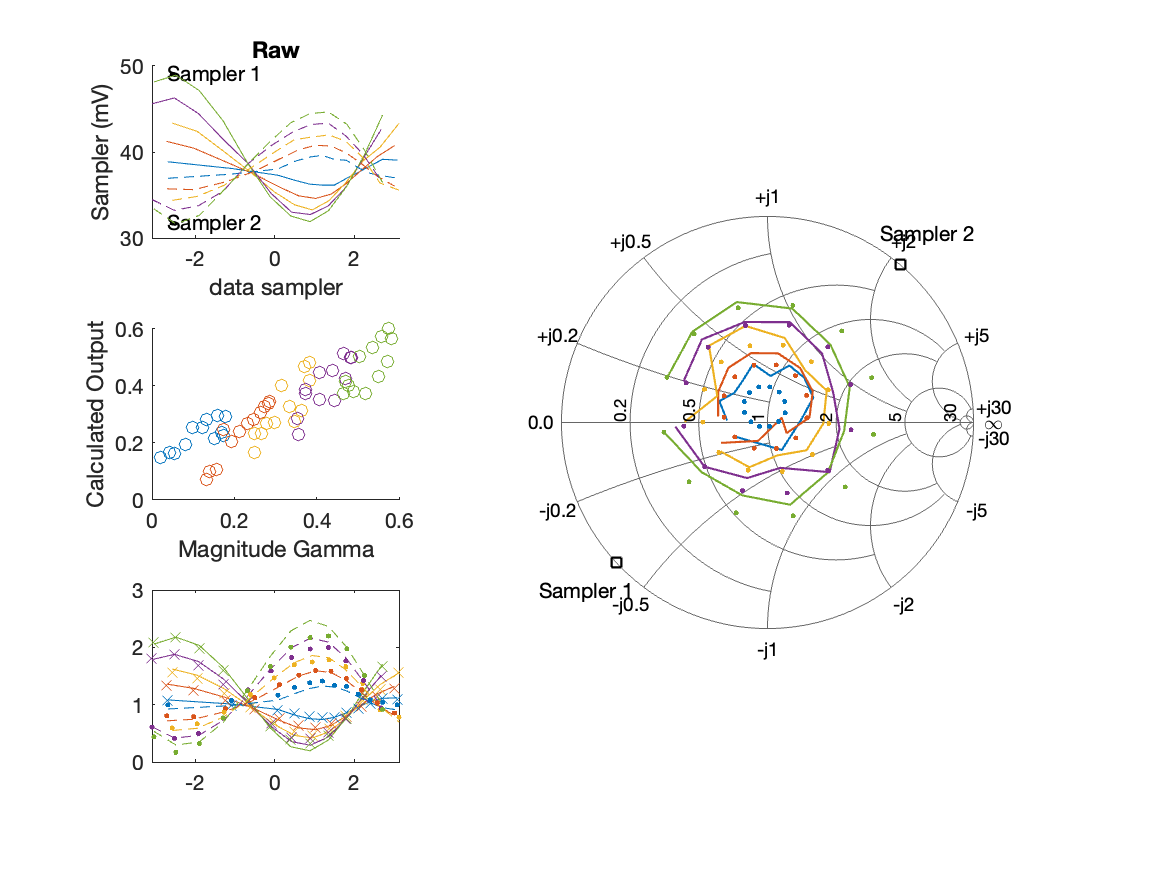 Raw
50
40
30
Sampler (mV)
Sampler 1
Sampler 2
-2
0
2
data sampler
0.6
0.4
0.2
0
Calculated Output
0
0.2
0.4
0.6
Magnitude Gamma
3
2
1
0
-2
0
2
+j1
Sampler 2
+j0.5
+j2
+j0.2
+j5
0.0
0.2
0.5
1
2
5
30
+j30
∞
-j30
-j0.2
-j5
Sampler 1
-j0.5
-j2
-j1